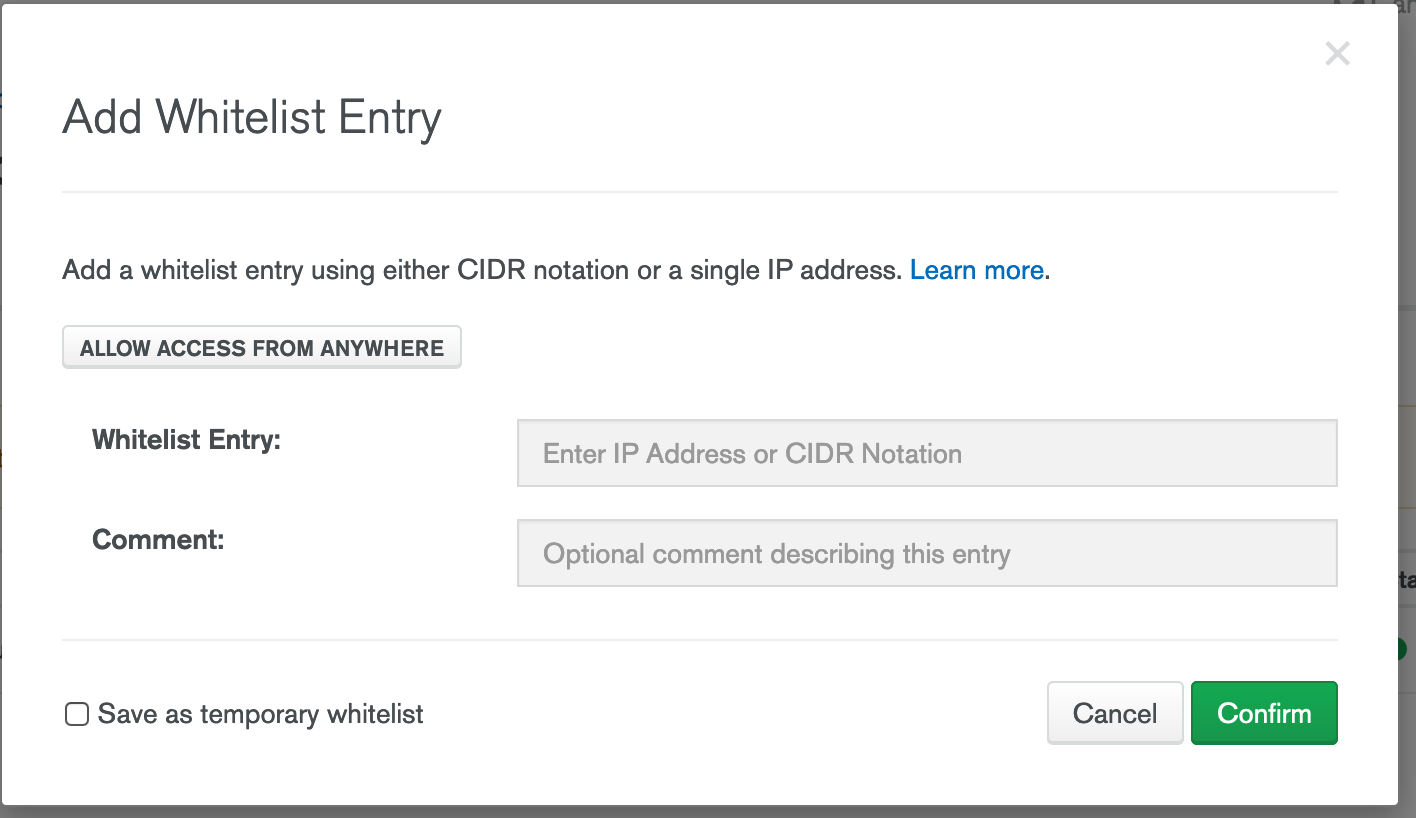 Add Whitelist Entry
Add a whitelist entry using either CIDR notation or a single IP address. Learn more.
ALLOW ACCESS FROM ANYWHERE
Whitelist Entry:
Enter IP Address or CIDR Notation
Comment:
Optional comment describing this entry
Save as temporary whitelist
Cancel
Confirm